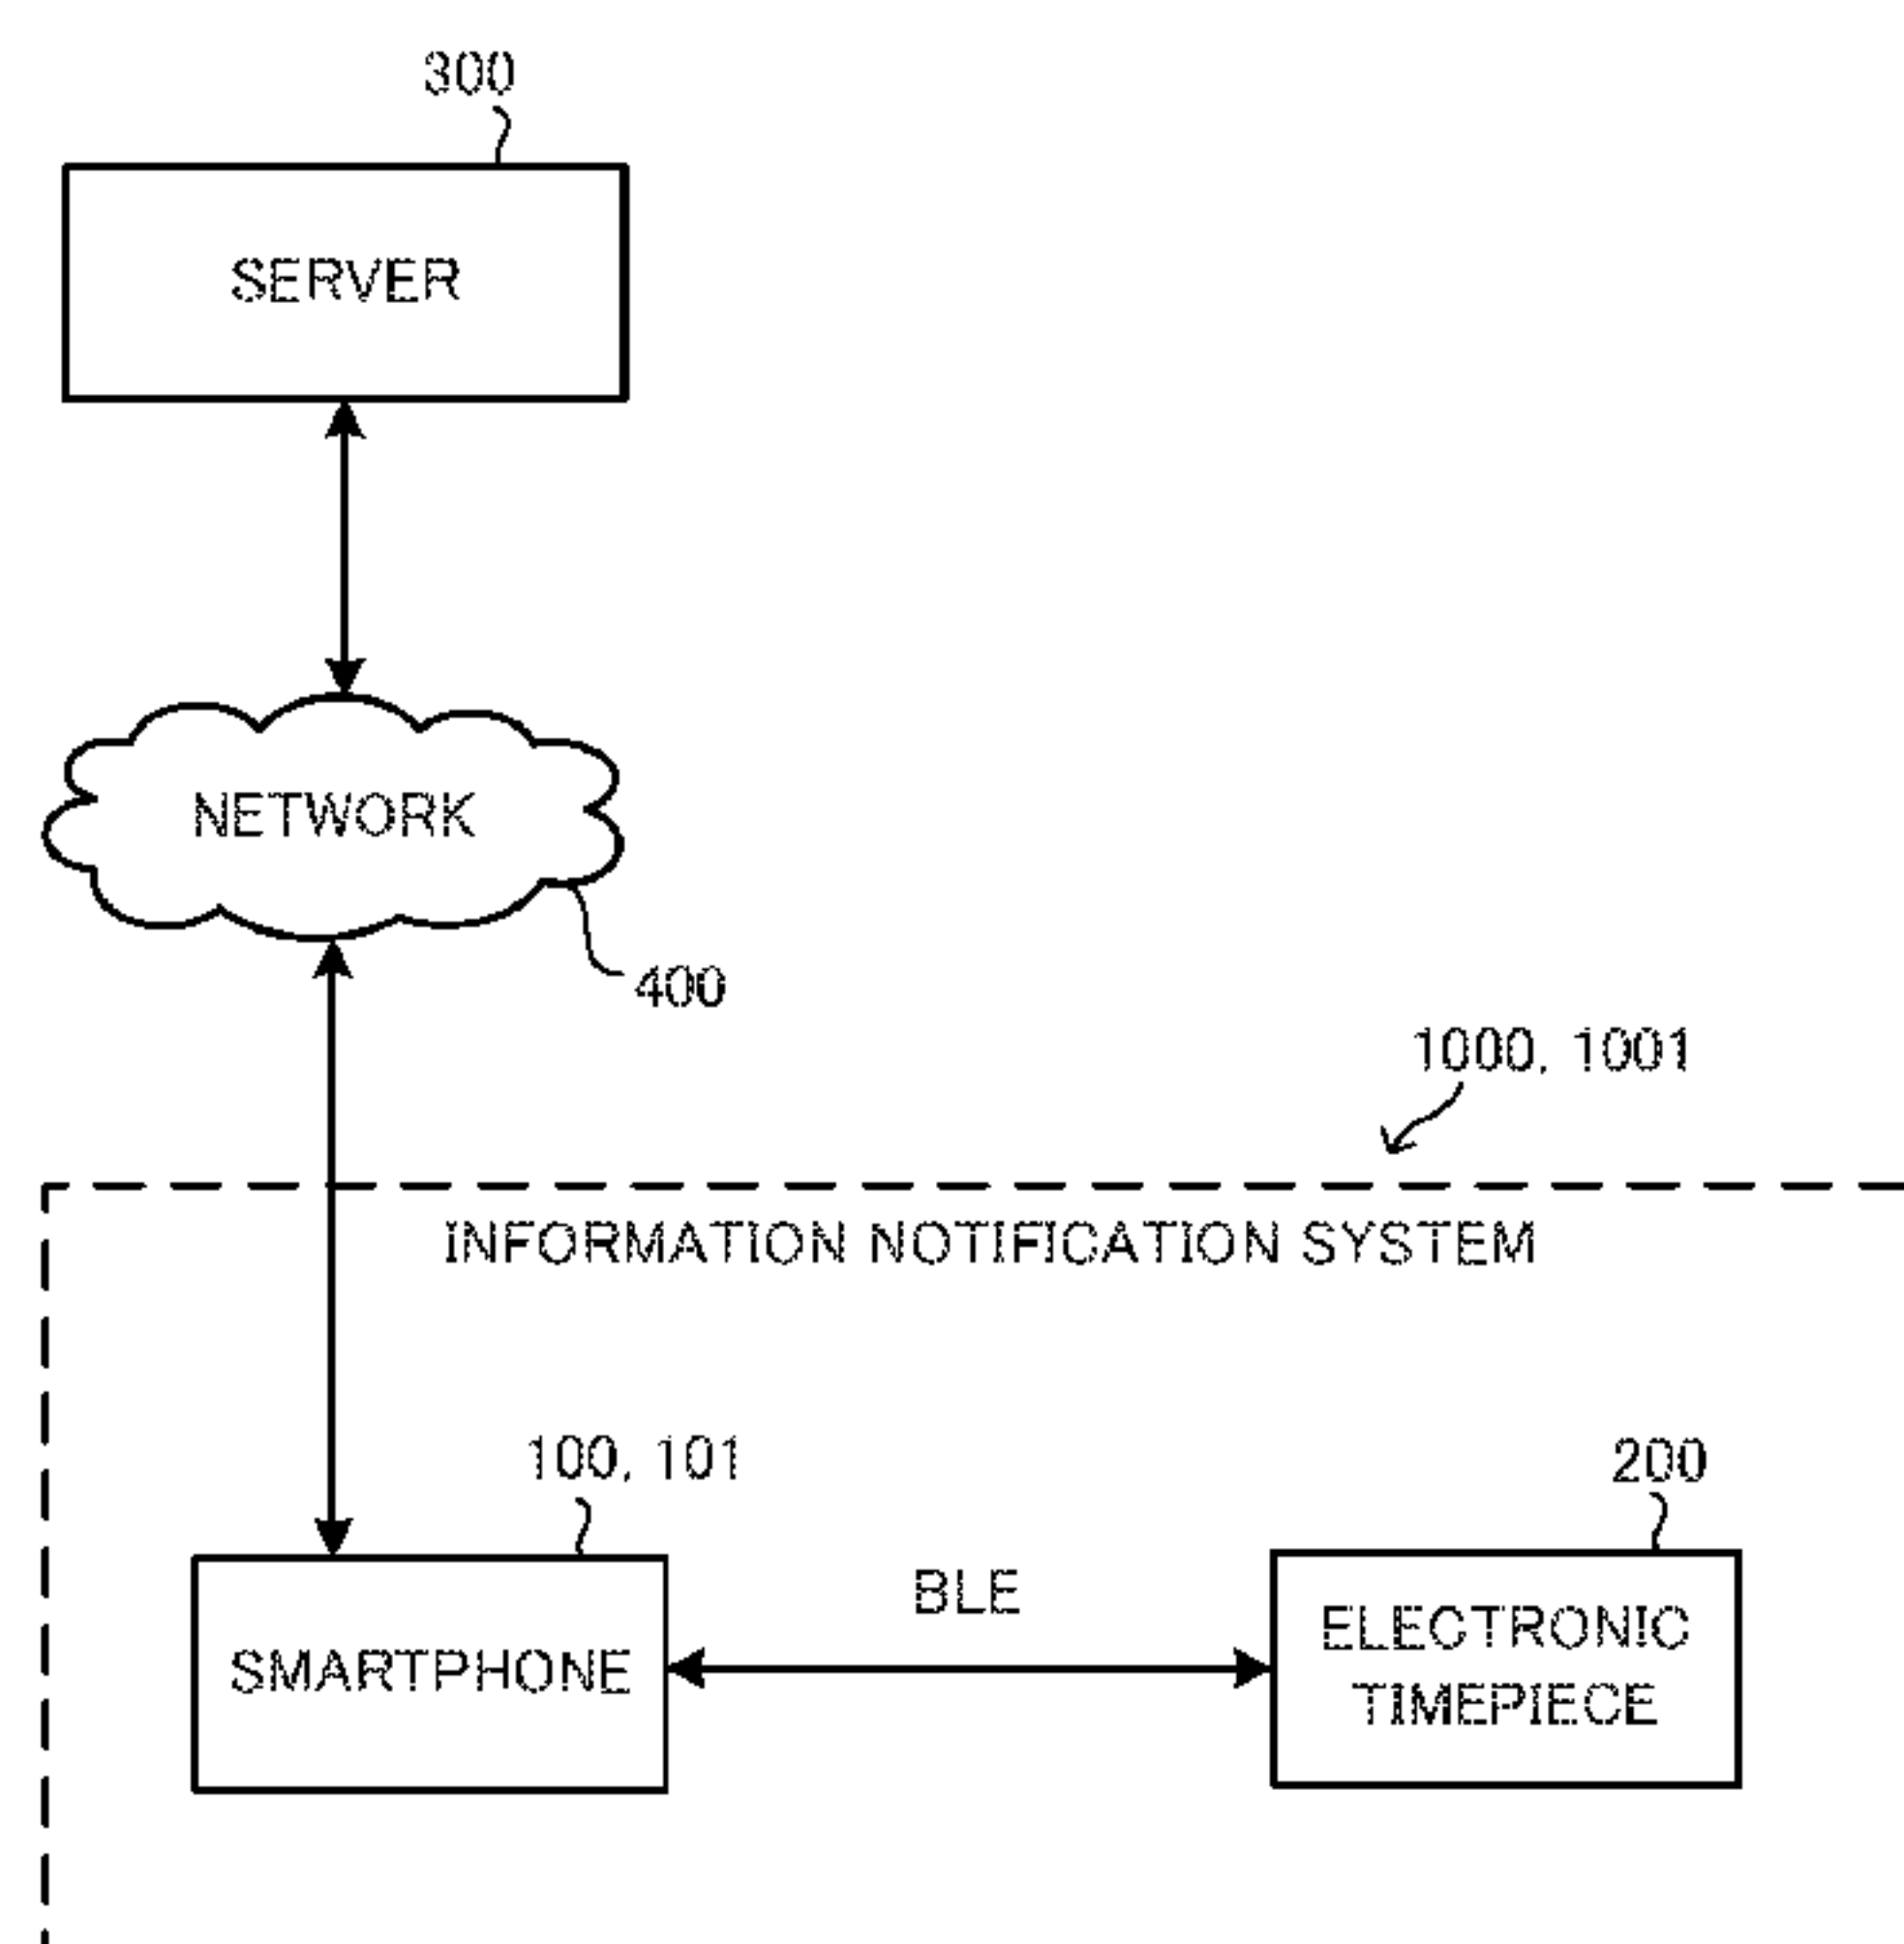 300
SERVER
NETWORK
400
1000, 1001
INFORMATION NOTIFICATION SYSTEM
100, 101
200
BLE
SMARTPHONE
ELECTRONIC
TIMEPIECE